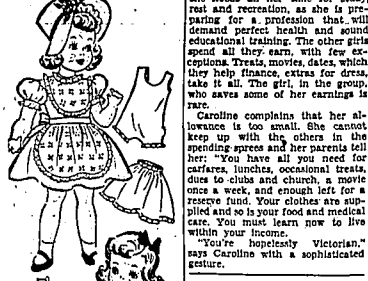 rest and recreation, as she is pre-
paring for a profession that will
demand perfect health and sound
educational training. The other girls
spend all they earn, with few ex-
ceptions. Treats, movies, dates, which
they help finance, extras for dress,
take it all. The girl, in the group,
who saves some of her earnings is
rare.
Caroline complains that her al-
lowance is too small. She cannot
keep up with the others in the
spending sprees and her parents tell
her: "You have all you need for
carfares, lunches, occasional treats,
dues to clubs and church, a movie
once a week, and enough left for a
reserve fund. Your clothes are sup-
plied and so is your food and medical
care. You must learn now to live
within your income.
"You're hopelessly Victorian,"
says Caroline with a sophisticated
gesture.